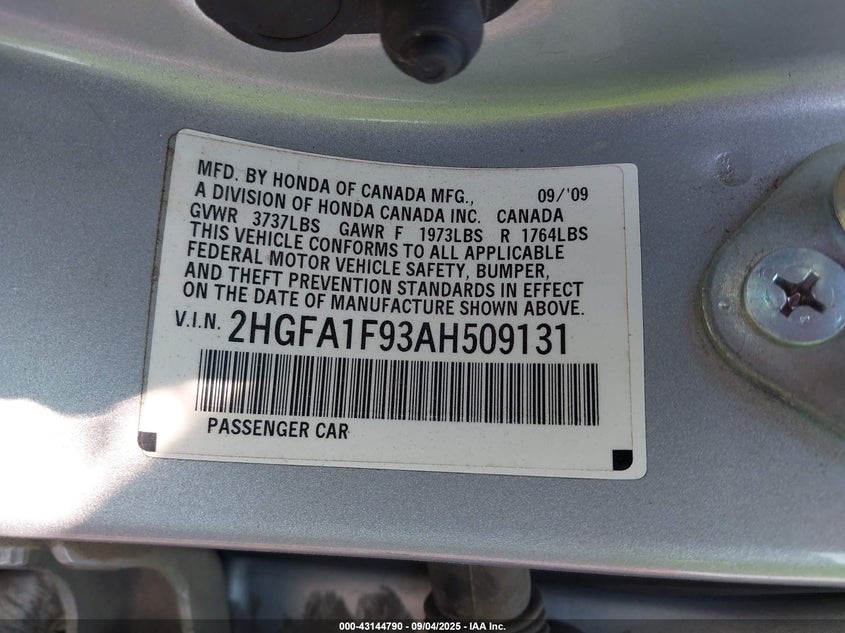 MFD. BY HONDA OF CANADA MFG., 09/'09
A DIVISION OF HONDA CANADA INC. CANADA
GVWR 3737LBS GAWR F 1973LBS R 1764LBS
THIS VEHICLE CONFORMS TO ALL APPLICABLE
FEDERAL MOTOR VEHICLE SAFETY, BUMPER,
AND THEFT PREVENTION STANDARDS IN EFFECT
ON THE DATE OF MANUFACTURE SHOWN ABOVE.
V.I.N. 2HGFA1F93AH509131
PASSENGER CAR
000-43144790 - 09/04/2025 - IAA Inc.